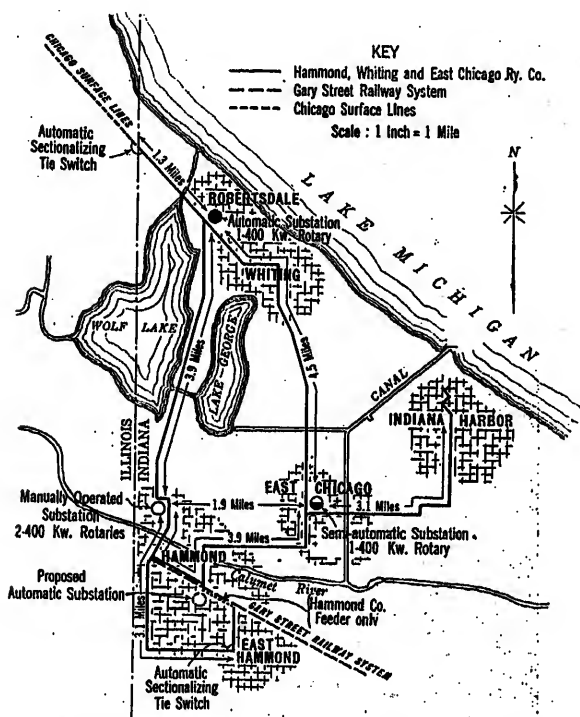 KEY
Hammond, Whiting and East Chicago Ry. Co.
Gary Street Railway System
Chicago Surface Lines
Scale : 1 Inch = 1 Mile
CHICAGO SURFACE LINES
Automatic
Sectionalizing
Tie Switch
1.3 Miles
N
LAKE MICHIGAN
ROBERTSDALE
Automatic Substation
1-400 Kw. Rotary
WHITING
WOLF LAKE
LAKE GEORGE
3.9 Miles
4.5 Miles
CANAL
INDIANA HARBOR
ILLINOIS
INDIANA
EAST CHICAGO
Manually Operated
Substation
2-400 Kw. Rotaries
1.9 Miles
3.1 Miles
Semi-automatic Substation
1-400 Kw. Rotary
3.9 Miles
HAMMOND
Proposed
Automatic Substation
Calumet River
Hammond Co.
Feeder only
3.1 Miles
GARY STREET RAILWAY SYSTEM
EAST
HAMMOND
Automatic
Sectionalizing
Tie Switch